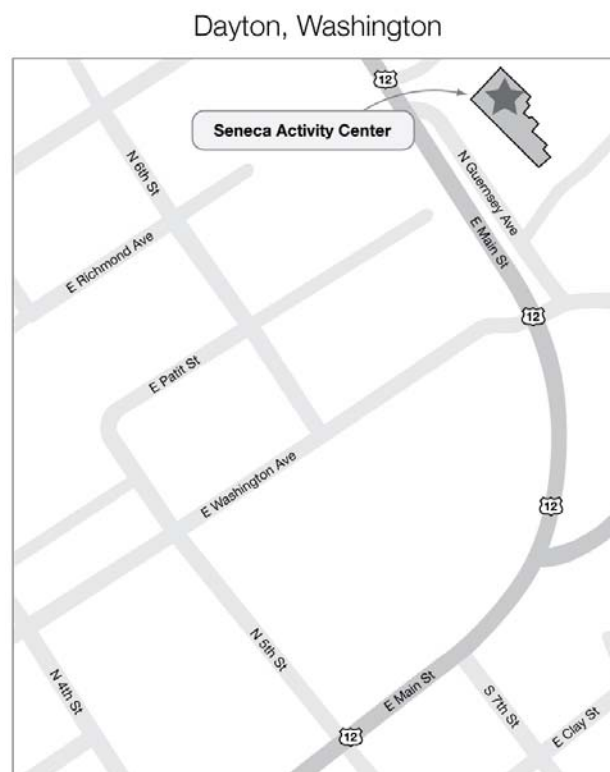 Dayton, Washington
12
Seneca Activity Center
N 6th St
N Guernsey Ave
E Main St
E Richmond Ave
12
E Patit St
E Washington Ave
12
N 5th St
N 4th St
E Main St
S 7th St
E Clay St
12